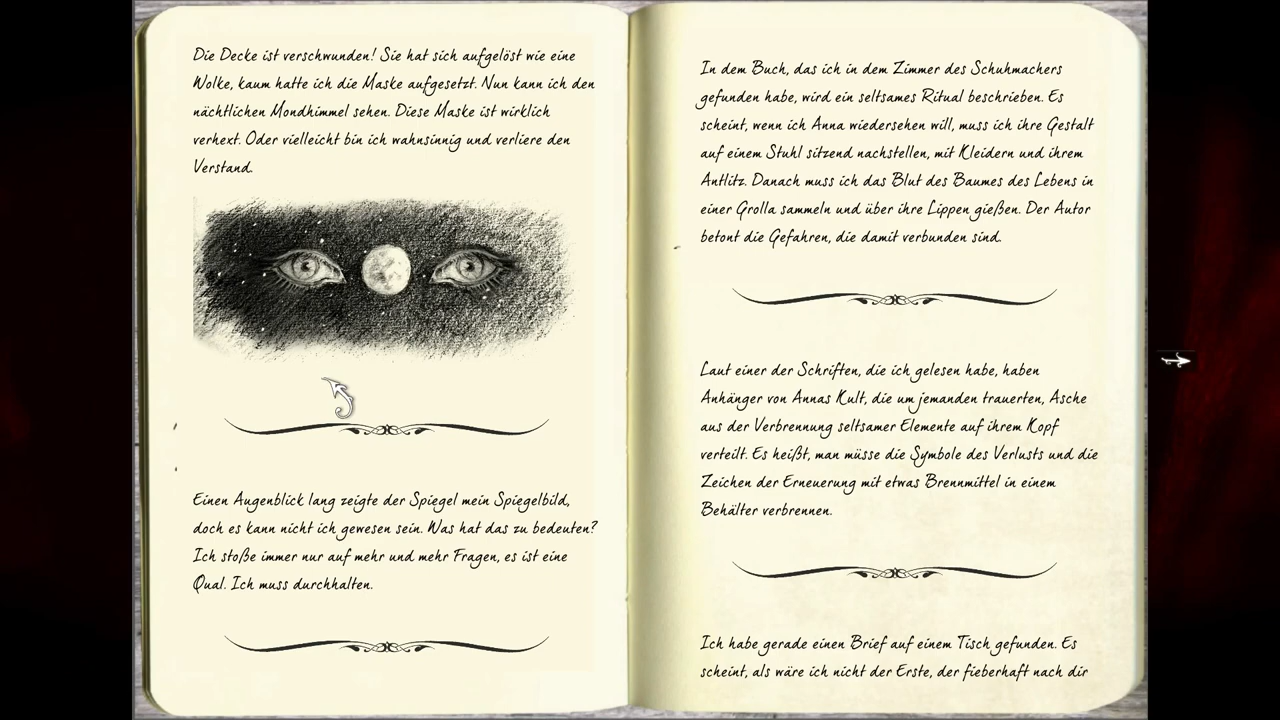 Die Decke ist verschwunden! Sie hat sich aufgelöst wie eine
Wolke, kaum hatte ich die Maske aufgesetzt. Nun kann ich den
nächtlichen Mondhimmel sehen. Diese Maske ist wirklich
verhext. Oder vielleicht bin ich wahnsinnig und verliere den
Verstand.
Einen Augenblick lang zeigte der Spiegel mein Spiegelbild,
doch es kann nicht ich gewesen sein. Was hat das zu bedeuten?
Ich stoße immer nur auf mehr und mehr Fragen, es ist eine
Qual. Ich muss durchhalten.
In dem Buch, das ich in dem Zimmer des Schuhmachers
gefunden habe, wird ein seltsames Ritual beschrieben. Es
scheint, wenn ich Anna wiedersehen will, muss ich ihre Gestalt
auf einem Stuhl sitzend nachstellen, mit Kleidern und ihrem
Antlitz. Danach muss ich das Blut des Baumes des Lebens in
einer Grolla sammeln und über ihre Lippen gießen. Der Autor
betont die Gefahren, die damit verbunden sind.
Laut einer der Schriften, die ich gelesen habe, haben
Anhänger von Annas Kult, die um jemanden trauerten, Asche
aus der Verbrennung seltsamer Elemente auf ihrem Kopf
verteilt. Es heißt, man müsse die Symbole des Verlusts und die
Zeichen der Erneuerung mit etwas Brennmittel in einem
Behälter verbrennen.
Ich habe gerade einen Brief auf einem Tisch gefunden. Es
scheint, als wäre ich nicht der Erste, der fieberhaft nach dir